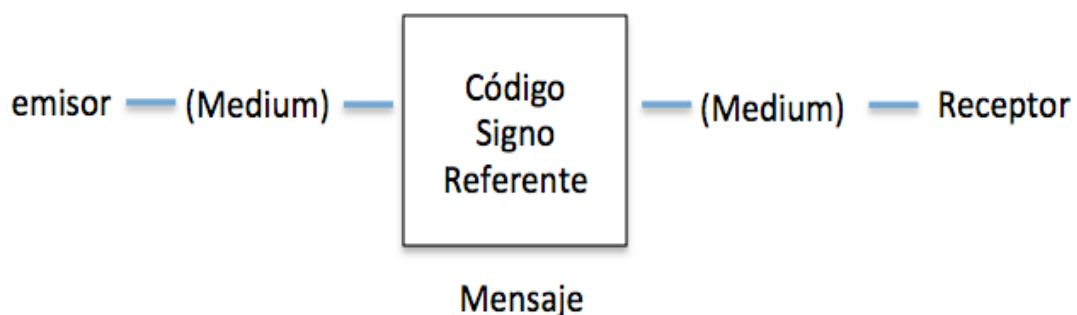 emisor (Medium) Código (Medium) Receptor
Signo
Referente
Mensaje